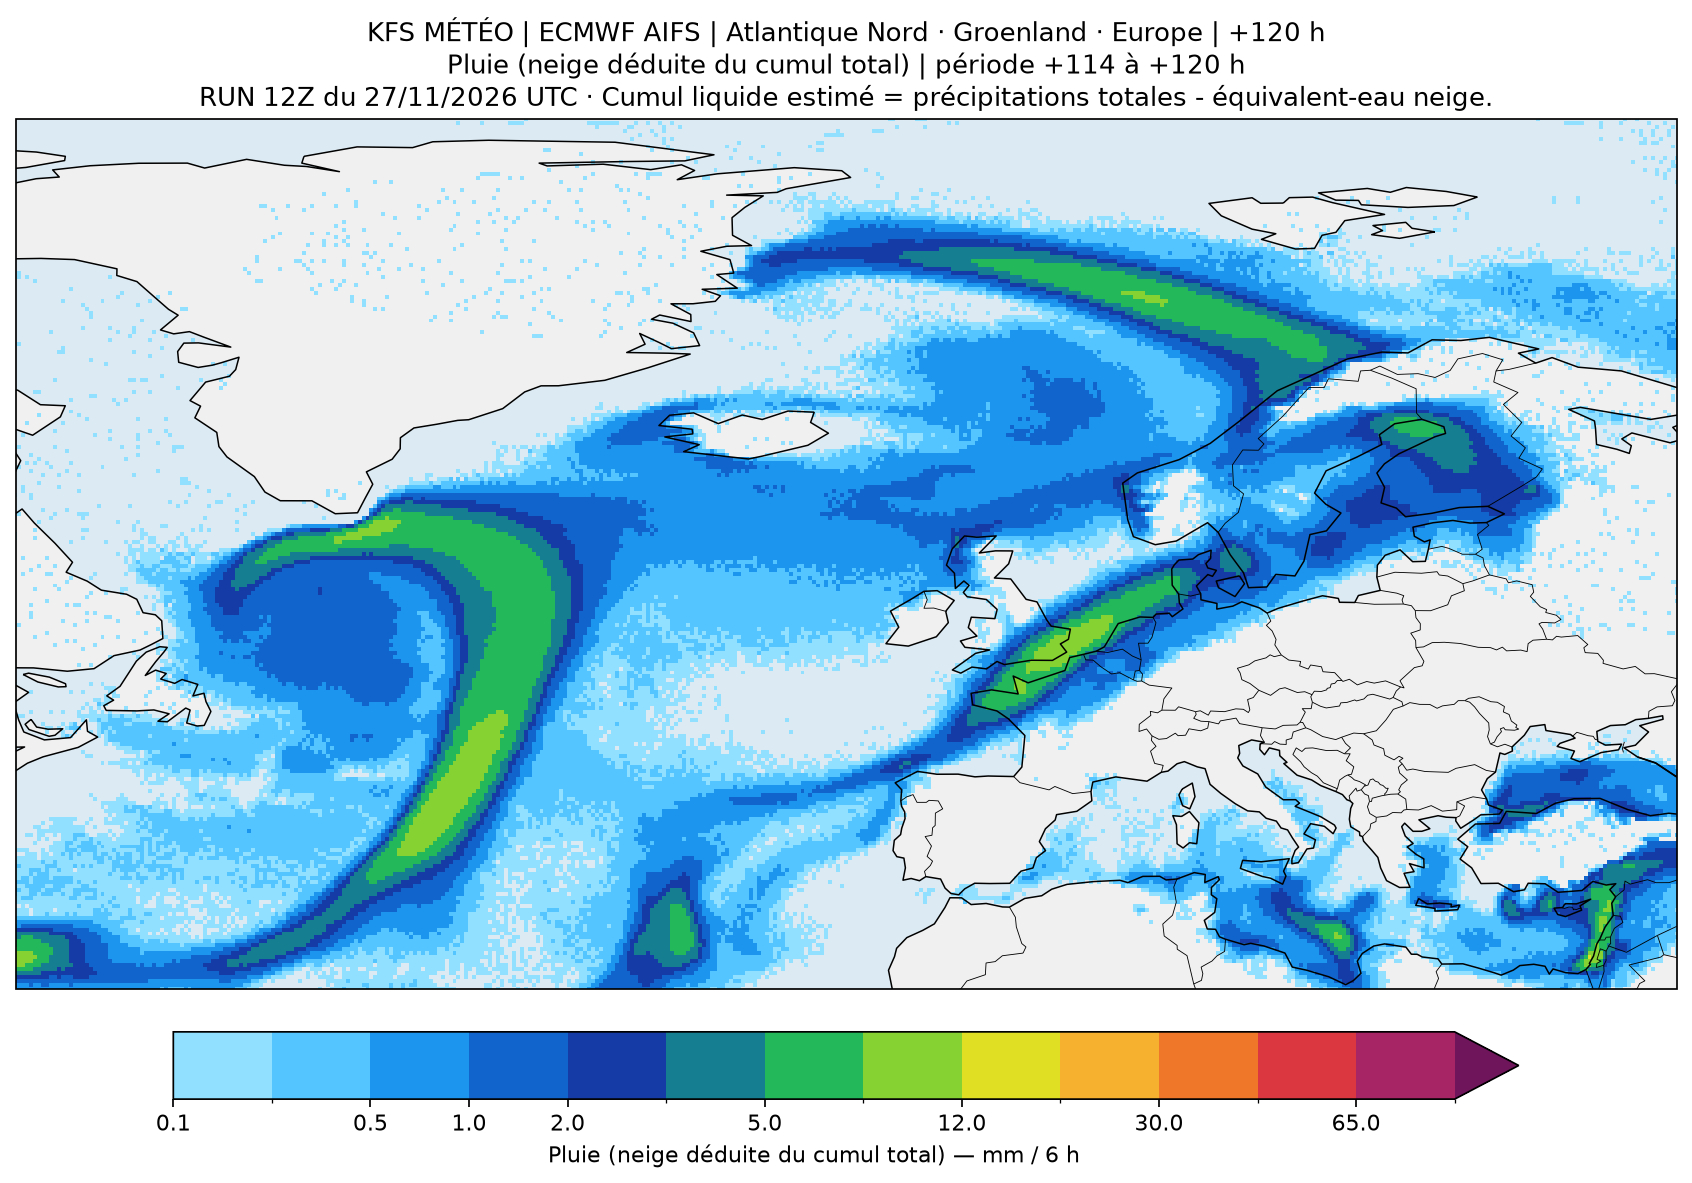 KFS MÉTÉO | ECMWF AIFS | Atlantique Nord · Groenland · Europe | +120 h
Pluie (neige déduite du cumul total) | période +114 à +120 h
RUN 12Z du 27/11/2026 UTC · Cumul liquide estimé = précipitations totales - équivalent-eau neige.
0.1 0.5 1.0 2.0 5.0 12.0 30.0 65.0
Pluie (neige déduite du cumul total) — mm / 6 h